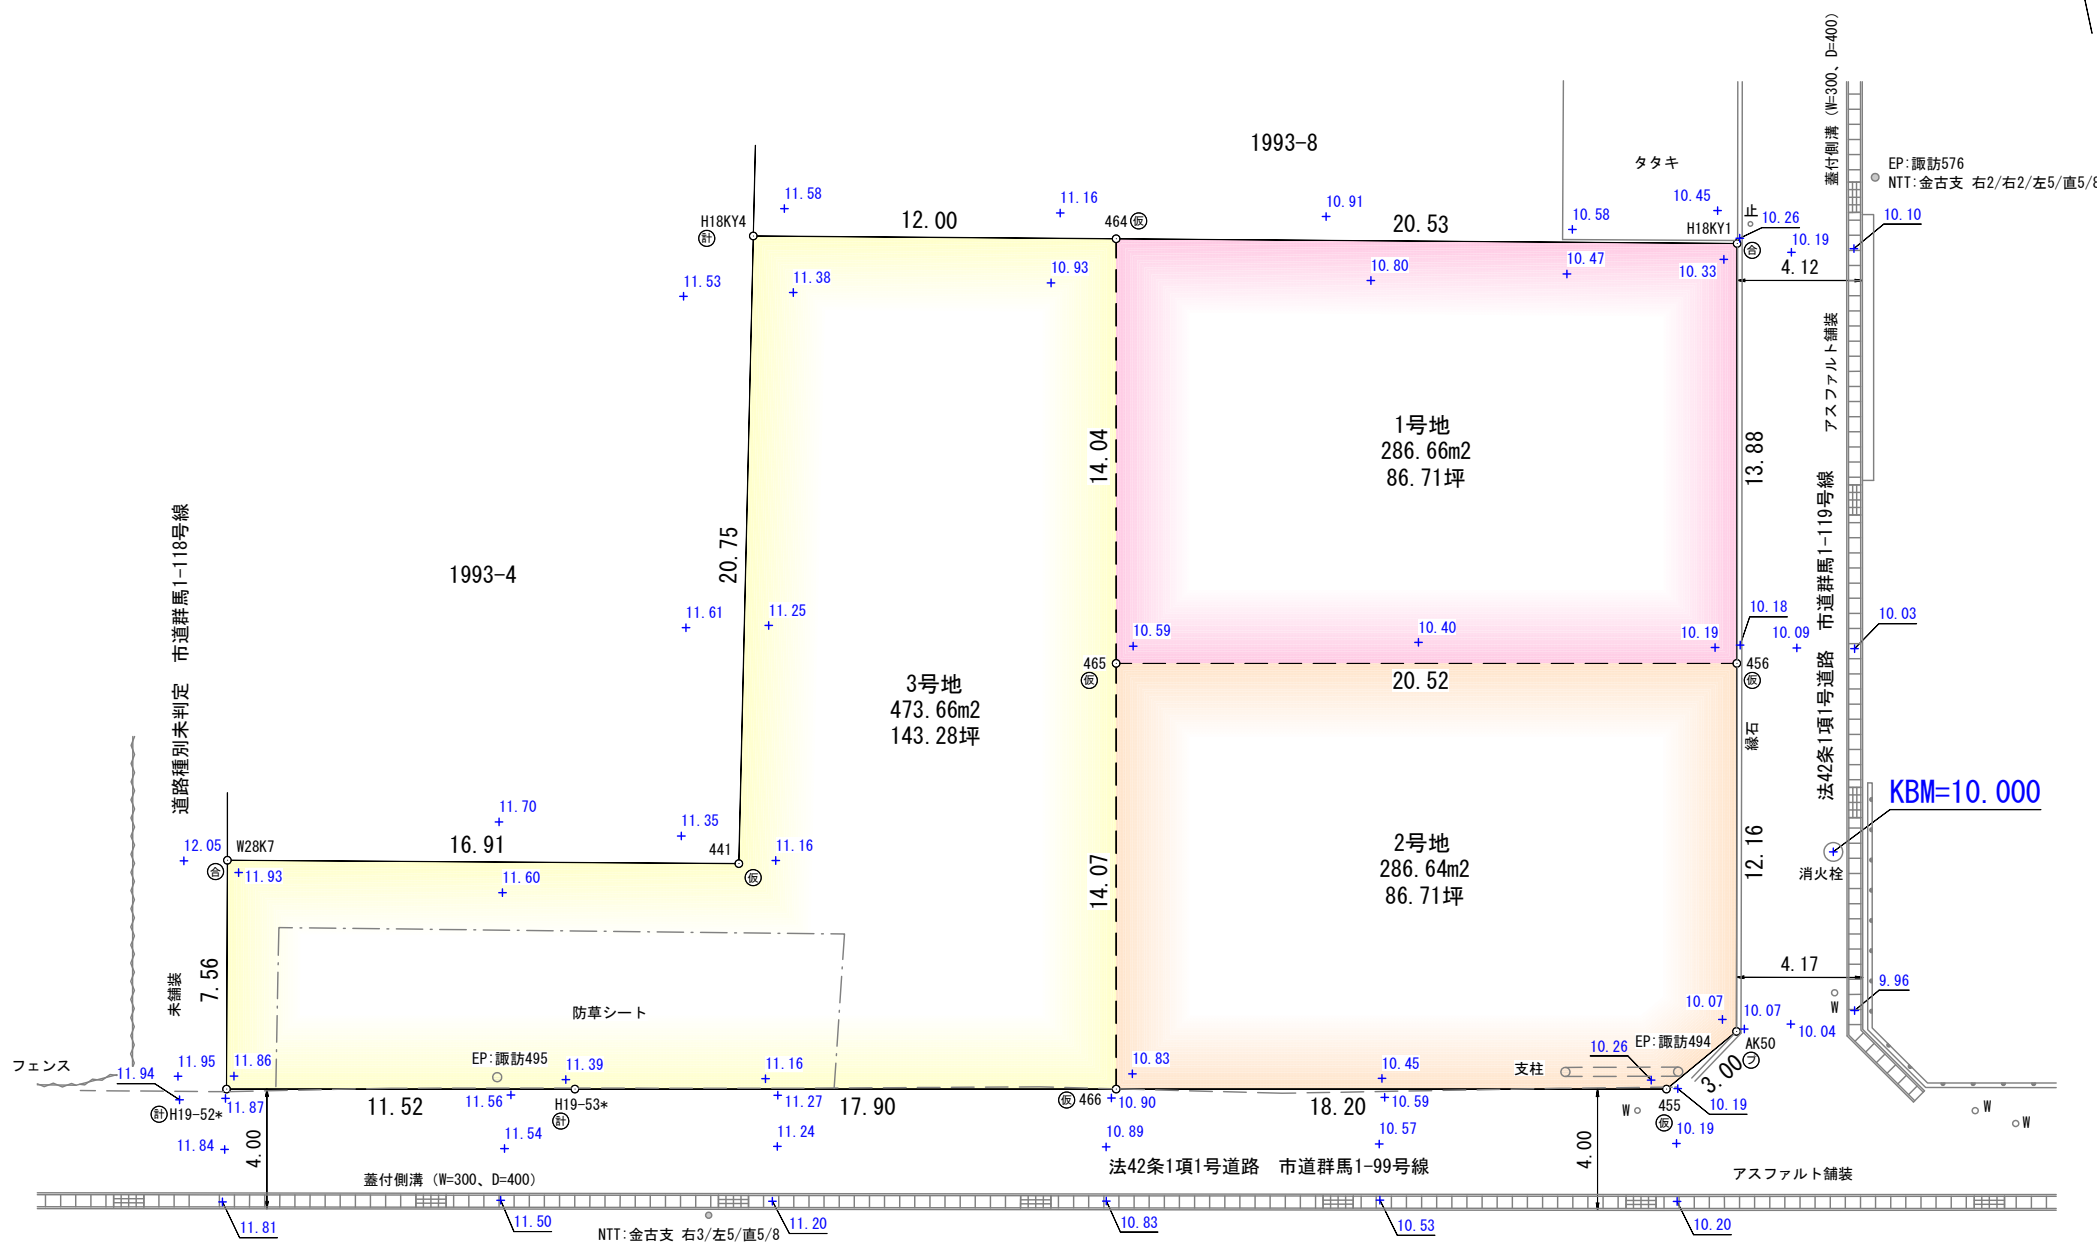 蓋付側溝 (W=300、D=400)
1993-8
タタキ
EP:諏訪576
NTT:金古支 右2/右2/左5/直5/8
11.58
11.16
10.91
10.45
止
10.26
10.10
H18KY4
計
12.00
464
仮
20.53
10.58
H18KY1
合
10.19
4.12
11.53
11.38
10.93
10.80
10.47
10.33
アスファルト舗装
1号地
286.66m2
86.71坪
14.04
13.88
道路種別未判定 市道群馬1-118号線
法42条1項1号道路 市道群馬1-119号線
1993-4
20.75
11.61
11.25
10.59
10.40
10.19
10.18
10.09
10.03
465
仮
20.52
456
仮
3号地
473.66m2
143.28坪
縁石
KBM=10.000
消火栓
11.70
11.35
16.91
441
仮
11.16
12.05
W28K7
合
11.93
11.60
14.07
2号地
286.64m2
86.71坪
12.16
7.56
未舗装
防草シート
4.17
9.96
W
10.07
10.07
10.04
フェンス
11.94
11.95
11.86
EP:諏訪495
11.39
11.16
10.83
10.45
支柱
10.26
EP:諏訪494
AK50
プ
3.00
計
H19-52*
11.87
11.52
11.56
H19-53*
計
11.27
17.90
仮
466
10.90
18.20
10.59
W
455
仮
10.19
W
W
11.84
4.00
11.54
11.24
10.89
10.57
4.00
10.19
法42条1項1号道路 市道群馬1-99号線
アスファルト舗装
蓋付側溝 (W=300、D=400)
11.81
11.50
NTT:金古支 右3/左5/直5/8
11.20
10.83
10.53
10.20